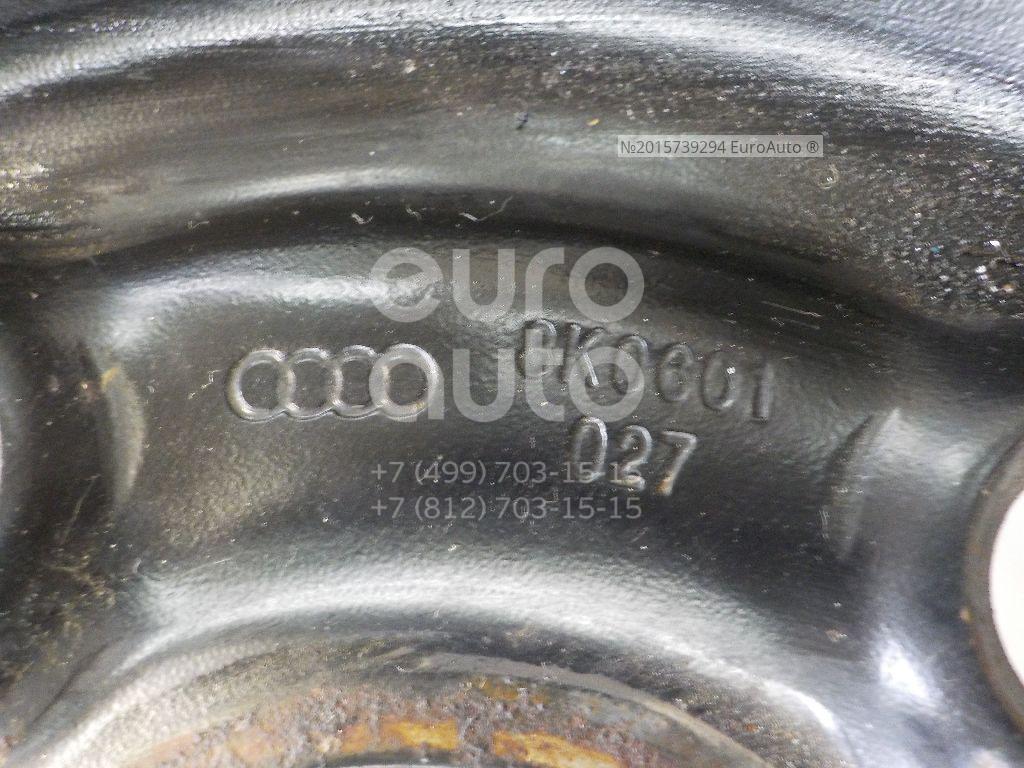 №2015739294 EuroAuto ®
euro
auto
8K0601
027
+7 (499) 703-15-15
+7 (812) 703-15-15